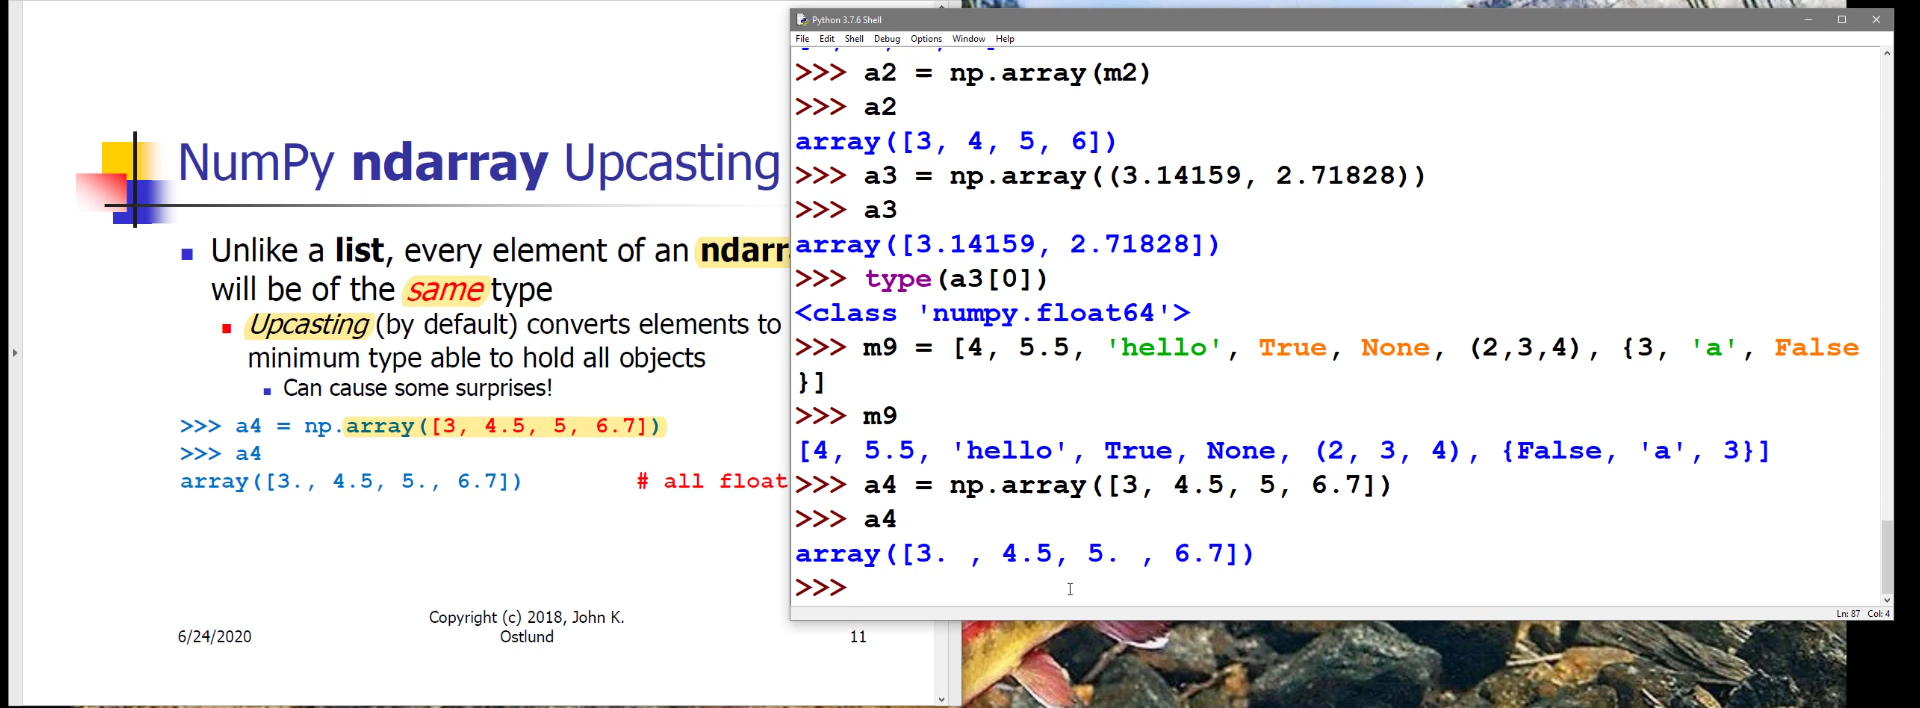 NumPy ndarray Upcasting
Unlike a list, every element of an ndarr
will be of the same type
Upcasting (by default) converts elements to
minimum type able to hold all objects
Can cause some surprises!
>>> a4 = np.array([3, 4.5, 5, 6.7])
>>> a4
array([3., 4.5, 5., 6.7]) # all float
6/24/2020
Copyright (c) 2018, John K.
Ostlund
11
Python 3.7.6 Shell
File Edit Shell Debug Options Window Help
>>> a2 = np.array(m2)
>>> a2
array([3, 4, 5, 6])
>>> a3 = np.array((3.14159, 2.71828))
>>> a3
array([3.14159, 2.71828])
>>> type(a3[0])
<class 'numpy.float64'>
>>> m9 = [4, 5.5, 'hello', True, None, (2,3,4), {3, 'a', False
}]
>>> m9
[4, 5.5, 'hello', True, None, (2, 3, 4), {False, 'a', 3}]
>>> a4 = np.array([3, 4.5, 5, 6.7])
>>> a4
array([3. , 4.5, 5. , 6.7])
>>>
Ln: 87 Col: 4